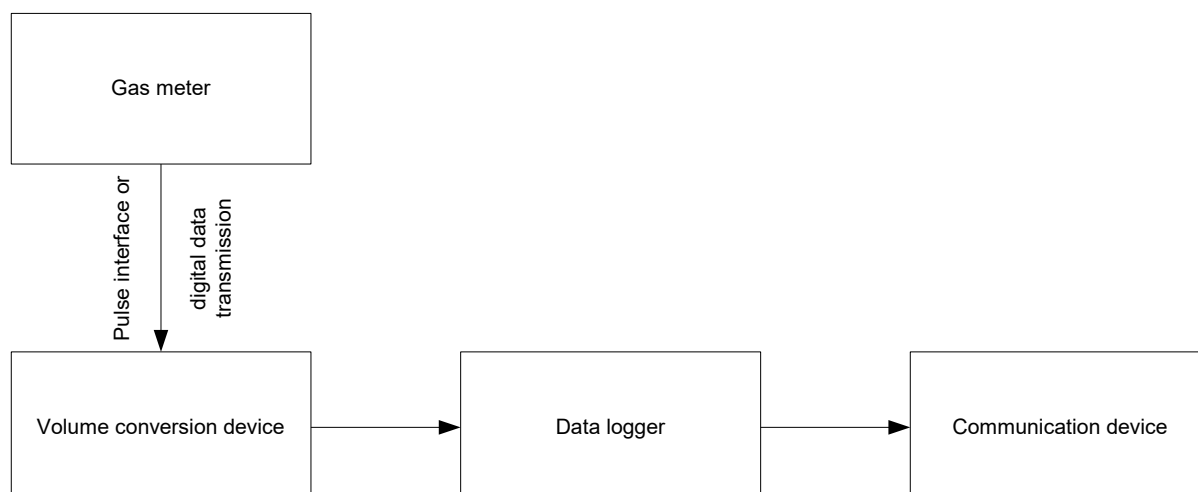 Gas meter
Pulse interface or
digital data
transmission
Volume conversion device
Data logger
Communication device